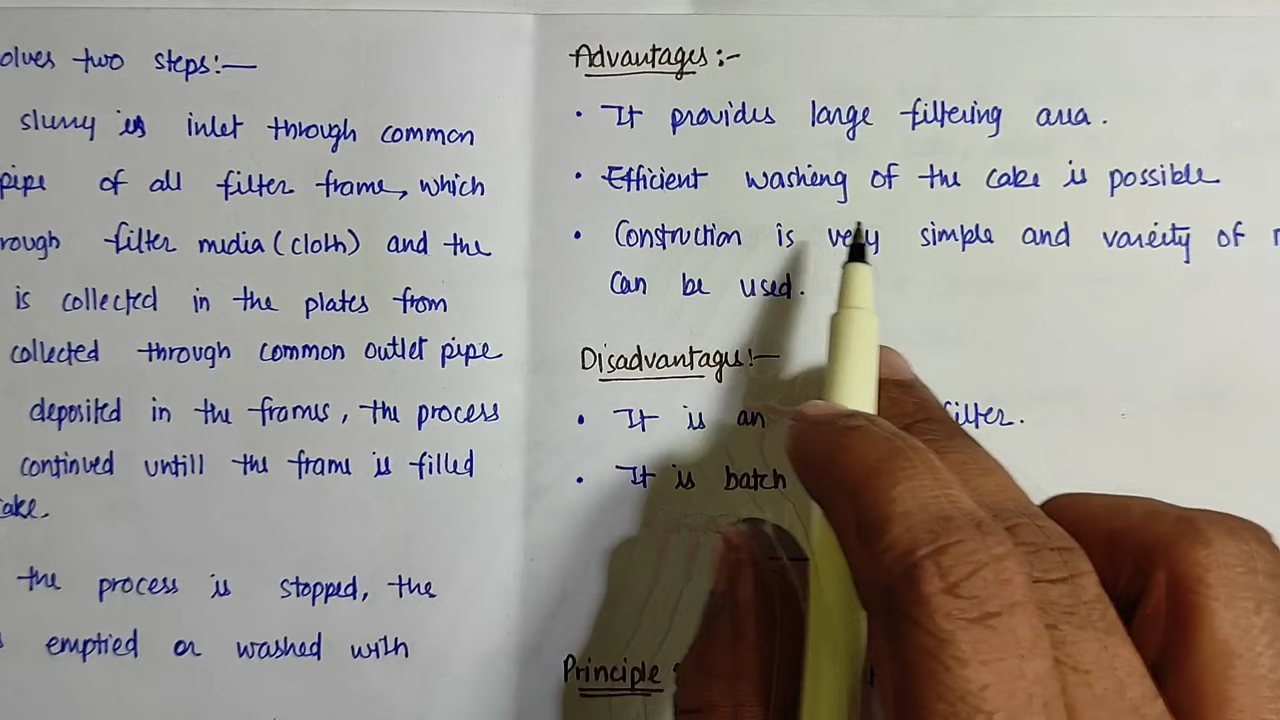 olves two steps:—
slurry is inlet through common
pipe of all filter frame, which
rough filter media (cloth) and the
is collected in the plates from
collected through common outlet pipe
deposited in the frames, the process
continued untill the frame is filled
cake.
the process is stopped, the
emptied or washed with
Advantages :-
• It provides large filtering area.
• Efficient washing of the cake is possible
• Construction is very simple and variety of
can be used.
Disadvantages :—
• It is an filter.
• It is batch
Principle :